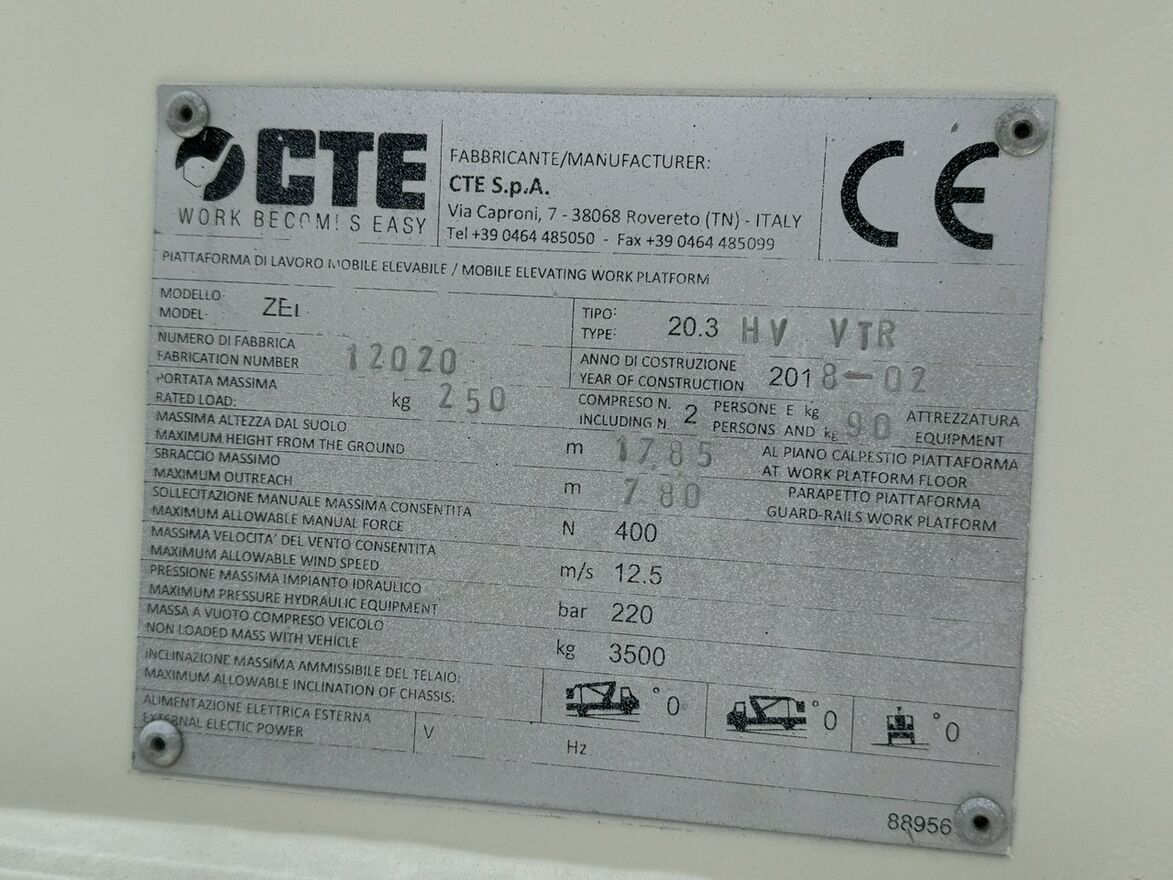 CTE
WORK BECOMES EASY
FABBRICANTE/MANUFACTURER:
CTE S.p.A.
Via Caproni, 7 - 38068 Rovereto (TN) - ITALY
Tel +39 0464 485050 - Fax +39 0464 485099
CE
PIATTAFORMA DI LAVORO MOBILE ELEVABILE / MOBILE ELEVATING WORK PLATFORM
MODELLO
MODEL:
TIPO:
TYPE: 20.3 HV VTR
NUMERO DI FABBRICA
FABRICATION NUMBER 12020
ANNO DI COSTRUZIONE
YEAR OF CONSTRUCTION 2018-02
PORTATA MASSIMA
RATED LOAD: kg 250
COMPRESO N. 2 PERSONE E kg 90 ATTREZZATURA
INCLUDING N. PERSONS AND kg EQUIPMENT
MASSIMA ALTEZZA DAL SUOLO
MAXIMUM HEIGHT FROM THE GROUND m 17.85
AL PIANO CALPESTIO PIATTAFORMA
AT WORK PLATFORM FLOOR
SBRACCIO MASSIMO
MAXIMUM OUTREACH m 7.80
PARAPETTO PIATTAFORMA
GUARD-RAILS WORK PLATFORM
SOLLECITAZIONE MANUALE MASSIMA CONSENTITA
MAXIMUM ALLOWABLE MANUAL FORCE N 400
MASSIMA VELOCITA' DEL VENTO CONSENTITA
MAXIMUM ALLOWABLE WIND SPEED m/s 12.5
PRESSIONE MASSIMA IMPIANTO IDRAULICO
MAXIMUM PRESSURE HYDRAULIC EQUIPMENT bar 220
MASSA A VUOTO COMPRESO VEICOLO
NON LOADED MASS WITH VEHICLE kg 3500
INCLINAZIONE MASSIMA AMMISSIBILE DEL TELAIO:
MAXIMUM ALLOWABLE INCLINATION OF CHASSIS: °0 °0 °0
ALIMENTAZIONE ELETTRICA ESTERNA
EXTERNAL ELECTIC POWER V Hz
88956